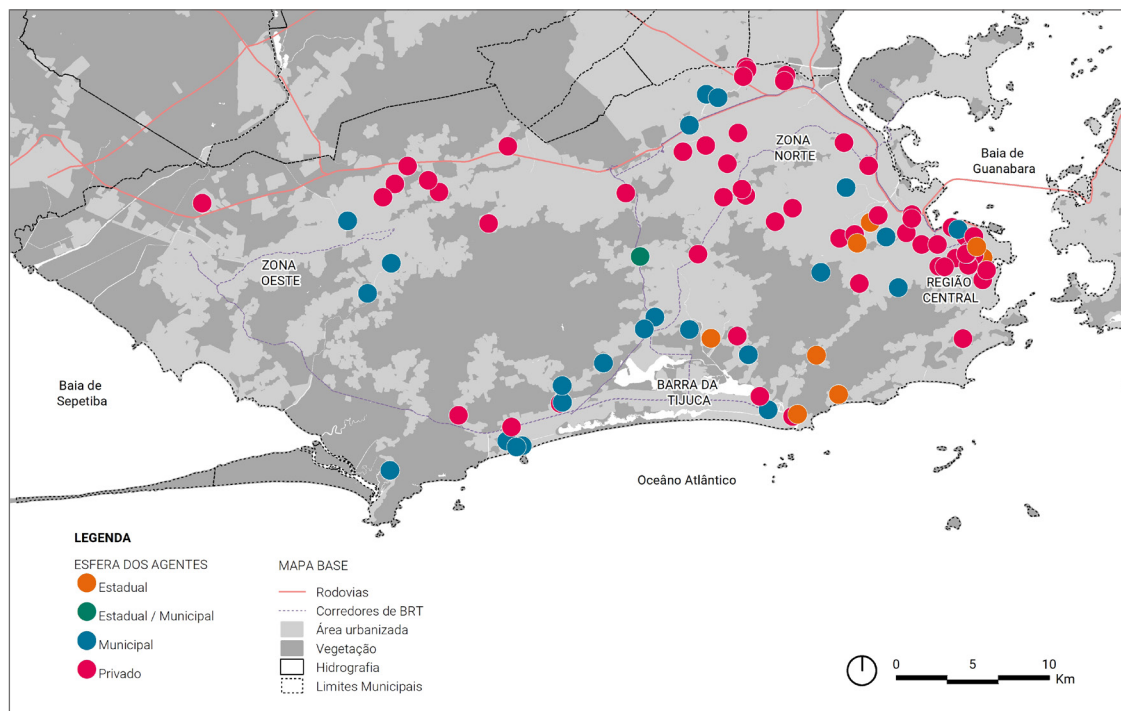 ZONA
NORTE
Baia de
Guanabara
ZONA
OESTE
REGIÃO
CENTRAL
Baia de
Sepetiba
BARRA DA
TIJUCA
Oceâno Atlântico
LEGENDA
ESFERA DOS AGENTES
Estadual
Estadual / Municipal
Municipal
Privado
MAPA BASE
Rodovias
Corredores de BRT
Área urbanizada
Vegetação
Hidrografia
Limites Municipais
0 5 10
Km